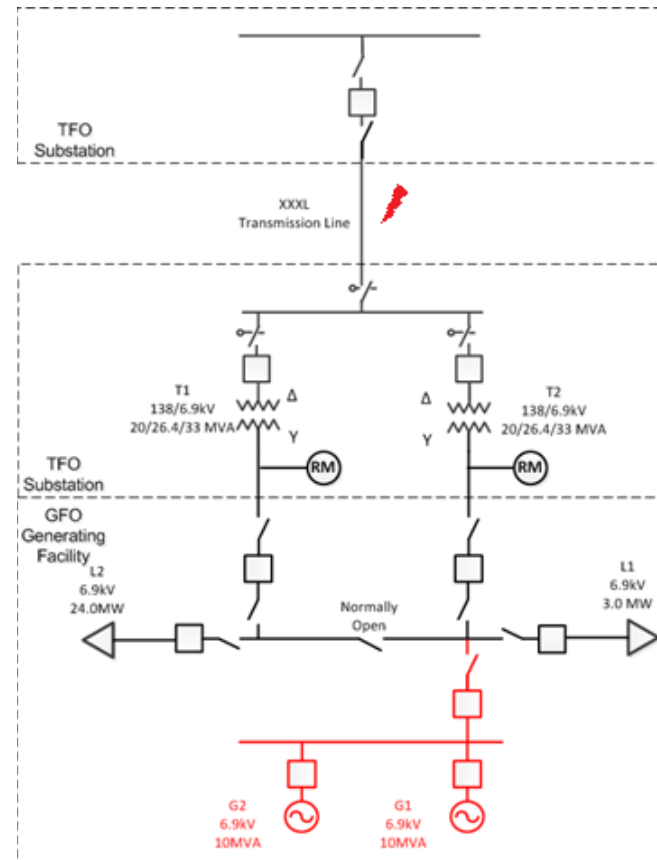 TFO
Substation
XXXL
Transmission Line
T1
138/6.9kV
20/26.4/33 MVA
Δ
Y
Δ
Y
T2
138/6.9kV
20/26.4/33 MVA
RM
RM
TFO
Substation
GFO
Generating
Facility
L2
6.9kV
24.0MW
Normally
Open
L1
6.9kV
3.0 MW
G2
6.9kV
10MVA
G1
6.9kV
10MVA